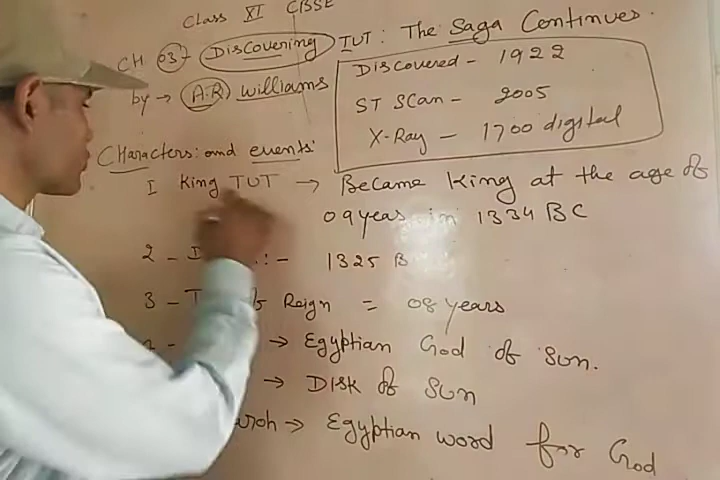 Class XI CBSE
CH 03 - Discovering TUT: The Saga Continues.
by → (A.R) williams
Discovered - 1922
ST SCan - 2005
X-Ray - 1700 digital
CHaracters: and events
I King TUT → Became King at the age of
09 years in 1334 BC
2 - :- 1325 B
3 - Reign = 08 years
→ Egyptian God of Sun.
→ DISK of SUN
→ Egyptian word for God